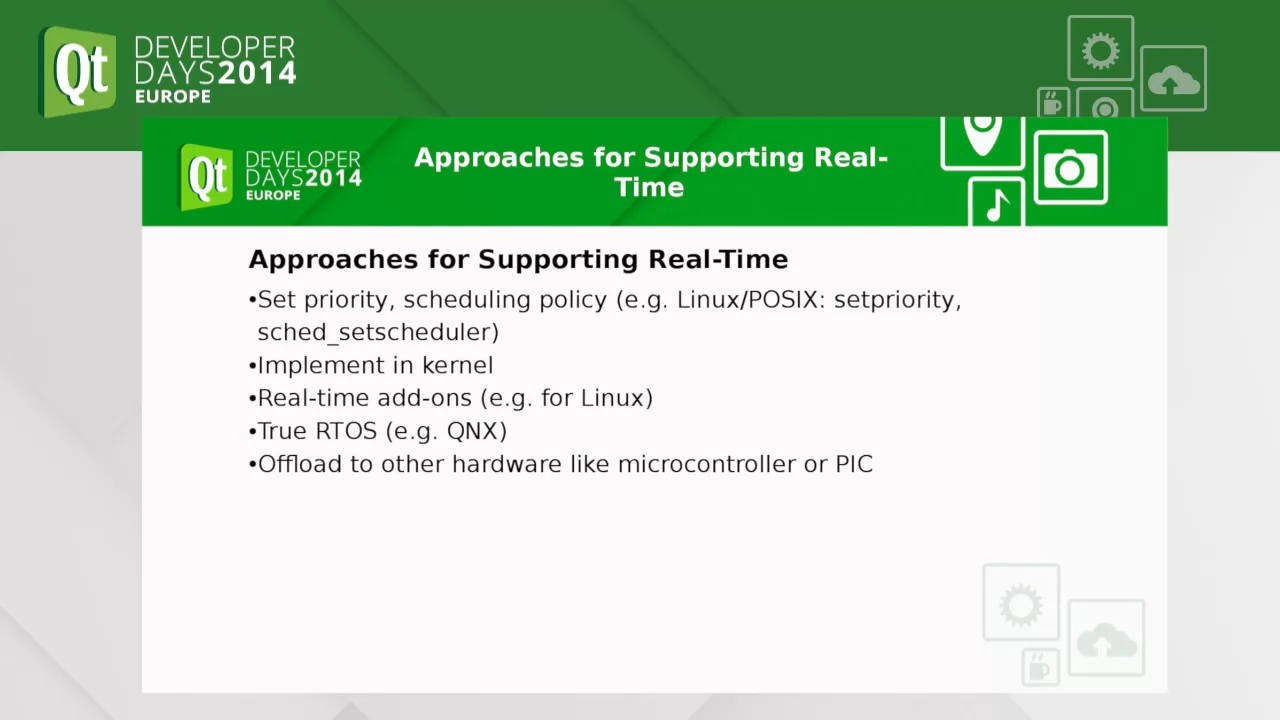 Qt
DEVELOPER
DAYS2014
EUROPE
Qt
DEVELOPER
DAYS2014
EUROPE
Approaches for Supporting Real-
Time
Approaches for Supporting Real-Time
•Set priority, scheduling policy (e.g. Linux/POSIX: setpriority,
sched_setscheduler)
•Implement in kernel
•Real-time add-ons (e.g. for Linux)
•True RTOS (e.g. QNX)
•Offload to other hardware like microcontroller or PIC